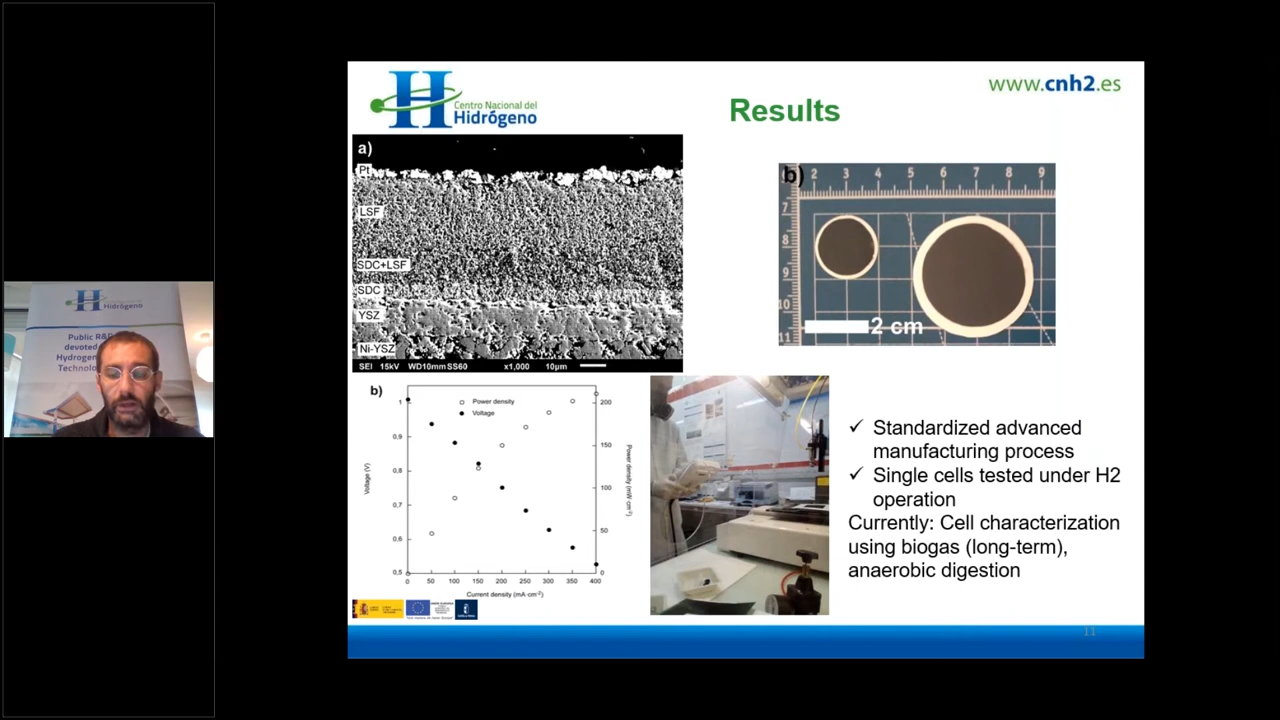 Centro Nacional del
Hidrógeno
www.cnh2.es
Results
a)
Pt
LSF
SDC+LSF
SDC
YSZ
Ni-YSZ
SEI 15kV WD10mm SS60 x1,000 10µm
b)
2 3 4 5 6 7 8 9
7
8
9
10
11
2 cm
b)
Power density
Voltage
1
0,9
0,8
0,7
0,6
0,5
Voltage (V)
200
150
100
50
0
Power density (mW·cm⁻²)
0 50 100 150 200 250 300 350 400
Current density (mA·cm⁻²)
✓ Standardized advanced
manufacturing process
✓ Single cells tested under H2
operation
Currently: Cell characterization
using biogas (long-term),
anaerobic digestion
11
Hidrógeno
Public R&
devoted
Hydrogen
Technolo